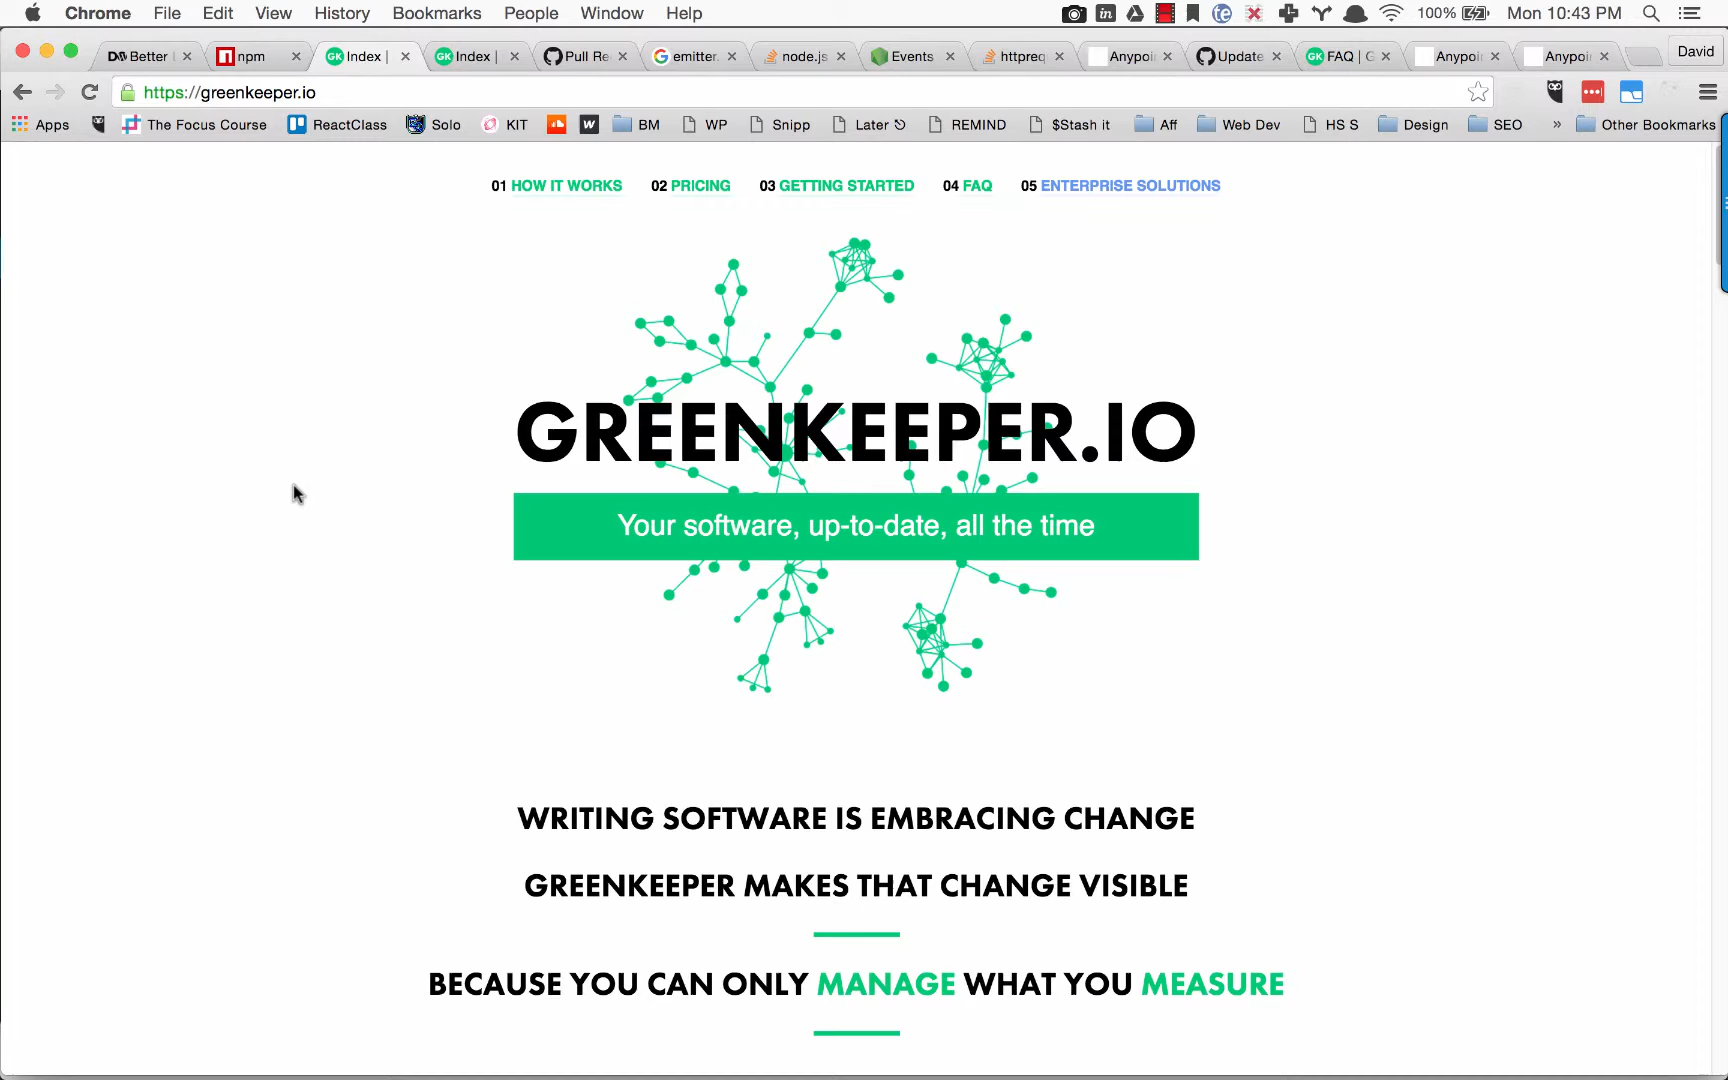 Chrome File Edit View History Bookmarks People Window Help 100% Mon 10:43 PM
Better npm Index | Index | Pull Re emitter. node.js Events httpreq Anypoi Update FAQ | G Anypoi Anypoi David
https://greenkeeper.io
Apps The Focus Course ReactClass Solo KIT W BM WP Snipp Later REMIND $Stash it Aff Web Dev HS S Design SEO » Other Bookmarks
01 HOW IT WORKS 02 PRICING 03 GETTING STARTED 04 FAQ 05 ENTERPRISE SOLUTIONS
GREENKEEPER.IO
Your software, up-to-date, all the time
WRITING SOFTWARE IS EMBRACING CHANGE
GREENKEEPER MAKES THAT CHANGE VISIBLE
BECAUSE YOU CAN ONLY MANAGE WHAT YOU MEASURE